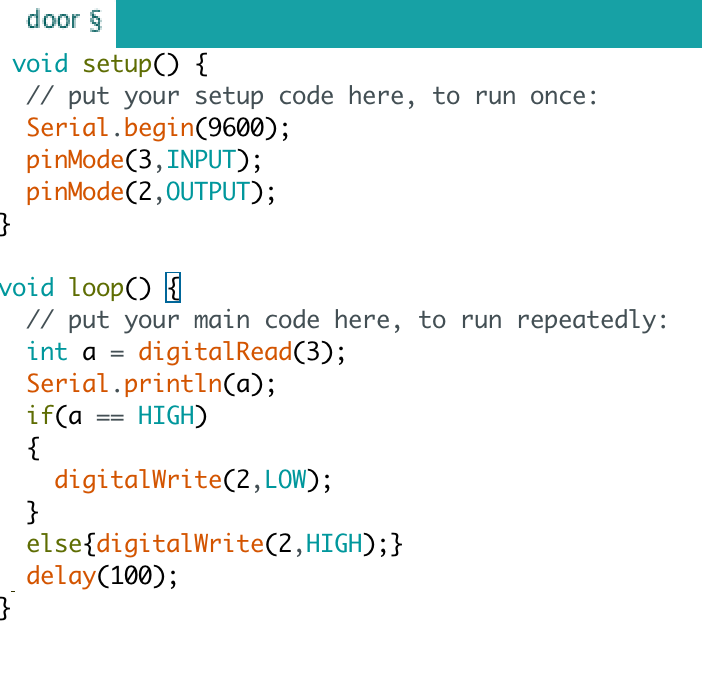 door §
void setup() {
  // put your setup code here, to run once:
  Serial.begin(9600);
  pinMode(3,INPUT);
  pinMode(2,OUTPUT);
}

void loop() {
  // put your main code here, to run repeatedly:
  int a = digitalRead(3);
  Serial.println(a);
  if(a == HIGH)
  {
    digitalWrite(2,LOW);
  }
  else{digitalWrite(2,HIGH);}
  delay(100);
}